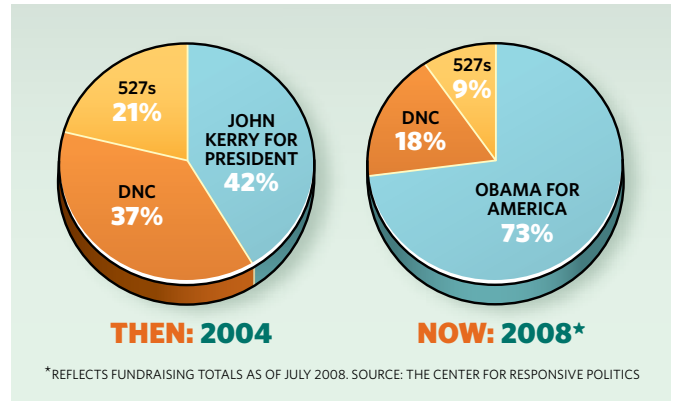 527s
21%
JOHN
KERRY FOR
PRESIDENT
42%
DNC
37%
THEN: 2004
527s
9%
DNC
18%
OBAMA FOR
AMERICA
73%
NOW: 2008*
*REFLECTS FUNDRAISING TOTALS AS OF JULY 2008. SOURCE: THE CENTER FOR RESPONSIVE POLITICS